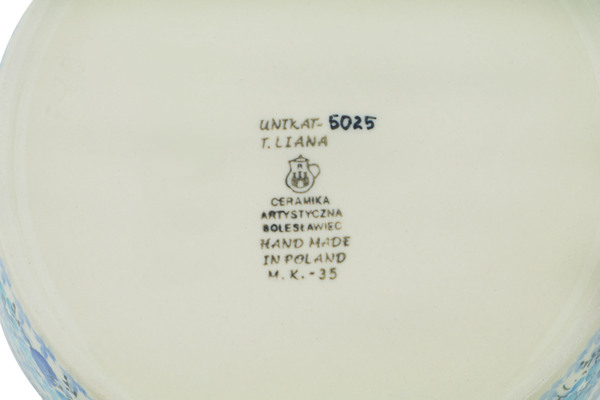 UNIKAT- 5025
T. LIANA
CERAMIKA
ARTYSTYCZNA
BOLESŁAWIEC
HAND MADE
IN POLAND
M. K. - 35